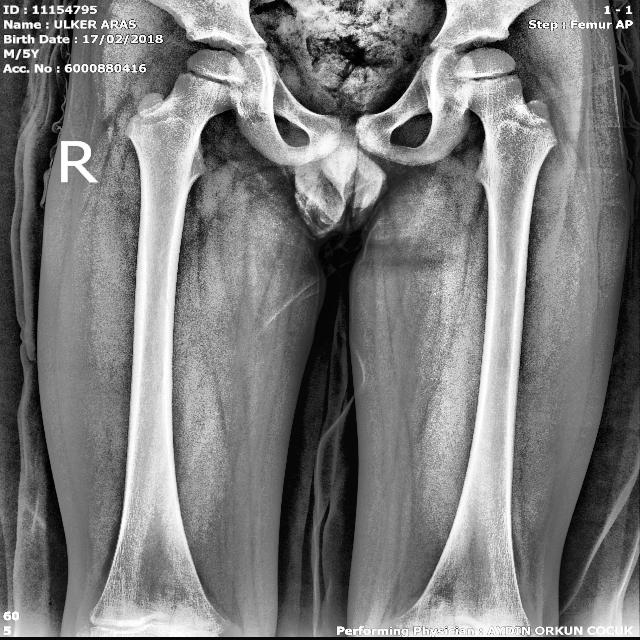 ID : 11154795
Name : ULKER ARAS
Birth Date : 17/02/2018
M/5Y
Acc. No : 6000880416
1 - 1
Step : Femur AP
R
60
5
Performing Physician : AYDIN ORKUN COCUK